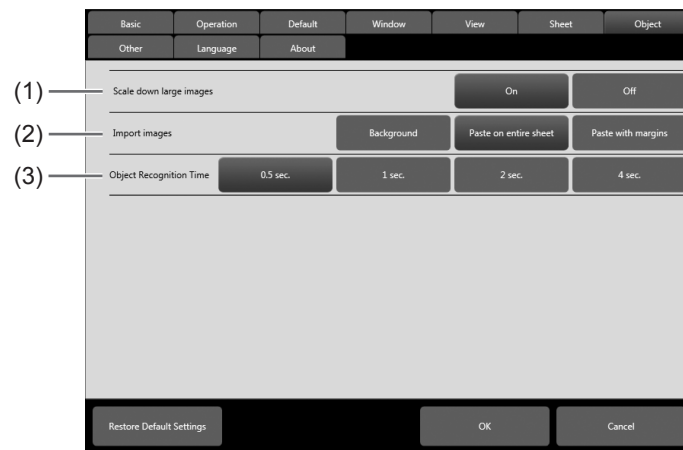 Basic Operation Default Window View Sheet Object
Other Language About
(1) Scale down large images On Off
(2) Import images Background Paste on entire sheet Paste with margins
(3) Object Recognition Time 0.5 sec. 1 sec. 2 sec. 4 sec.
Restore Default Settings OK Cancel